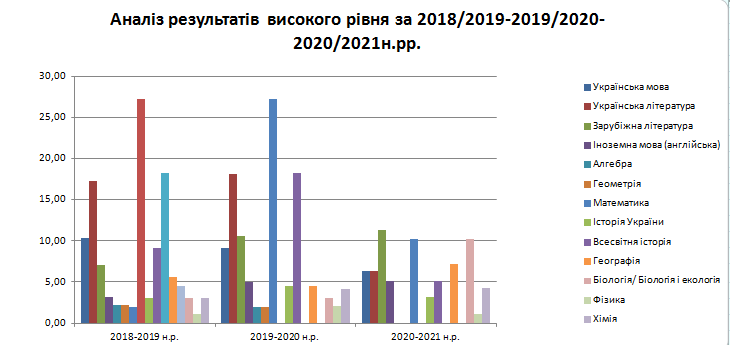 Аналіз результатів високого рівня за 2018/2019-2019/2020-
2020/2021н.рр.
30,00
25,00
20,00
15,00
10,00
5,00
0,00
2018-2019 н.р.
2019-2020 н.р.
2020-2021 н.р.
Українська мова
Українська література
Зарубіжна література
Іноземна мова (англійська)
Алгебра
Геометрія
Математика
Історія України
Всесвітня історія
Географія
Біологія/ Біологія і екологія
Фізика
Хімія